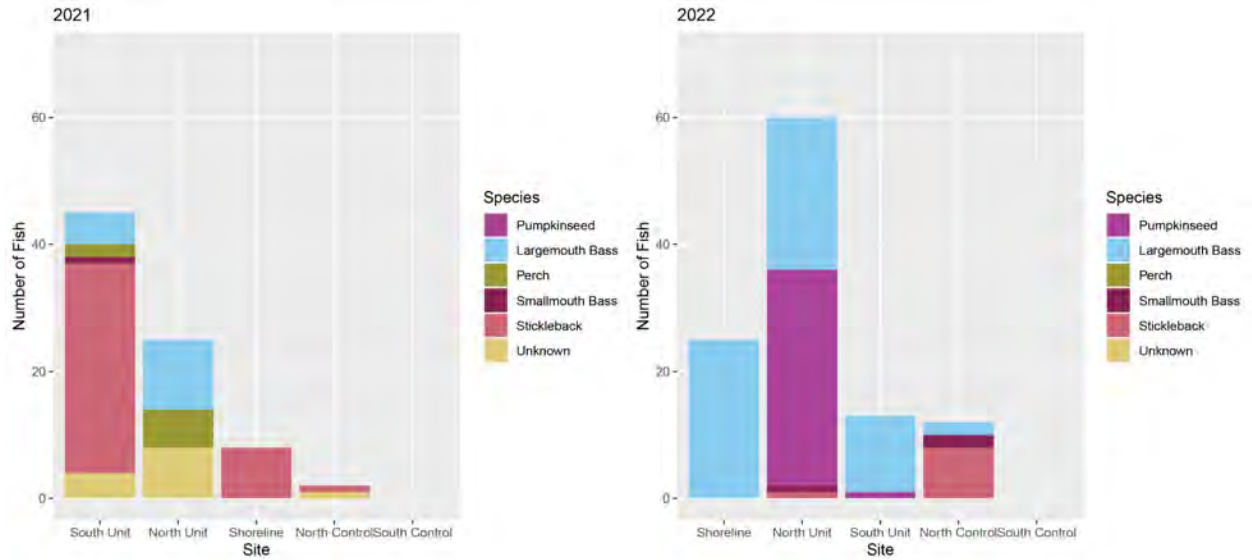 2021
60
40
20
0
Number of Fish
South Unit
North Unit
Shoreline
North Control
South Control
Site
Species
Pumpkinseed
Largemouth Bass
Perch
Smallmouth Bass
Stickleback
Unknown
2022
60
40
20
0
Number of Fish
Shoreline
North Unit
South Unit
North Control
South Control
Site
Species
Pumpkinseed
Largemouth Bass
Perch
Smallmouth Bass
Stickleback
Unknown